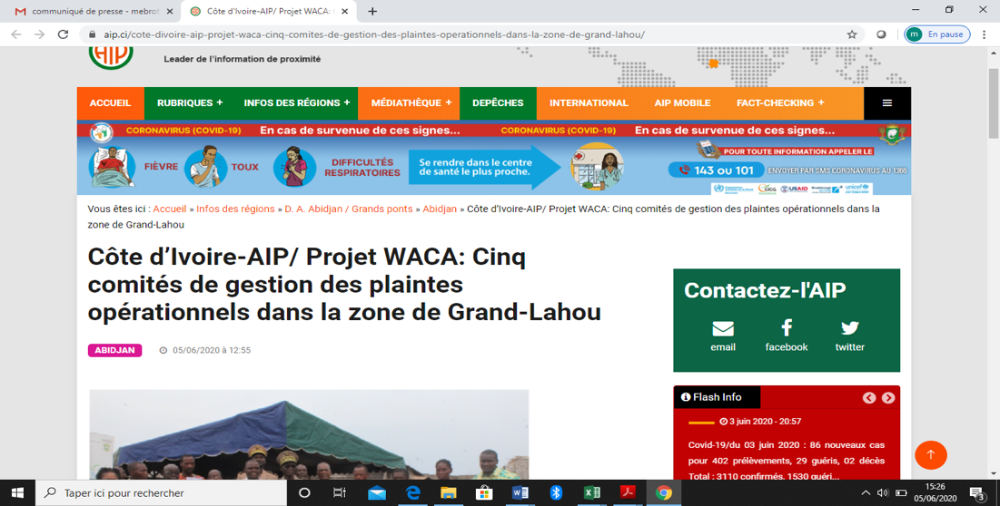 communiqué de presse - mebro
Côte d'Ivoire-AIP/ Projet WACA:
aip.ci/cote-divoire-aip-projet-waca-cinq-comites-de-gestion-des-plaintes-operationnels-dans-la-zone-de-grand-lahou/
m En pause
AIP
Leader de l'information de proximité
ACCUEIL RUBRIQUES + INFOS DES RÉGIONS + MÉDIATHÈQUE + DEPÊCHES INTERNATIONAL AIP MOBILE FACT-CHECKING +
CORONAVIRUS (COVID-19) En cas de survenue de ces signes... CORONAVIRUS (COVID-19) En cas de survenue de ces signes...
FIÈVRE TOUX DIFFICULTÉS RESPIRATOIRES
Se rendre dans le centre de santé le plus proche.
POUR TOUTE INFORMATION APPELER LE
143 ou 101 ENVOYER PAR SMS CORONAVIRUS AU 1366
USAID unicef
Vous êtes ici : Accueil » Infos des régions » D. A. Abidjan / Grands ponts » Abidjan » Côte d'Ivoire-AIP/ Projet WACA: Cinq comités de gestion des plaintes opérationnels dans la
zone de Grand-Lahou
Côte d'Ivoire-AIP/ Projet WACA: Cinq
comités de gestion des plaintes
opérationnels dans la zone de Grand-Lahou
ABIDJAN 05/06/2020 à 12:55
Contactez-l'AIP
email facebook twitter
Flash Info
3 juin 2020 - 20:57
Covid-19/du 03 juin 2020 : 86 nouveaux cas
pour 402 prélèvements, 29 guéris, 02 décès
Total : 3110 confirmés, 1530 guéri...
Taper ici pour rechercher
15:26
05/06/2020
3